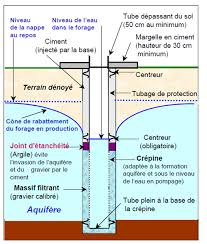 Niveau de la
nappe au
repos
Niveau de l'eau
dans le forage
Tube dépassant du sol
(50 cm au
minimum)
Ciment
(injecté par la base)
Margelle en ciment
(hauteur de 30 cm
minimum)
Centreur
Terrain dénoyé
Tubage de protection
Cône de rabattement
du forage en production
Centreur
(obligatoire)
Joint d'étanchéité
(Argile) évite
l'invasion de l'aquifère
et du gravier par le
ciment
Crépine
(adaptée à la formation
aquifère et sous le niveau
de l'eau en pompage)
Massif filtrant
(gravier calibré)
Tube plein à la base de
la crépine
Aquifère